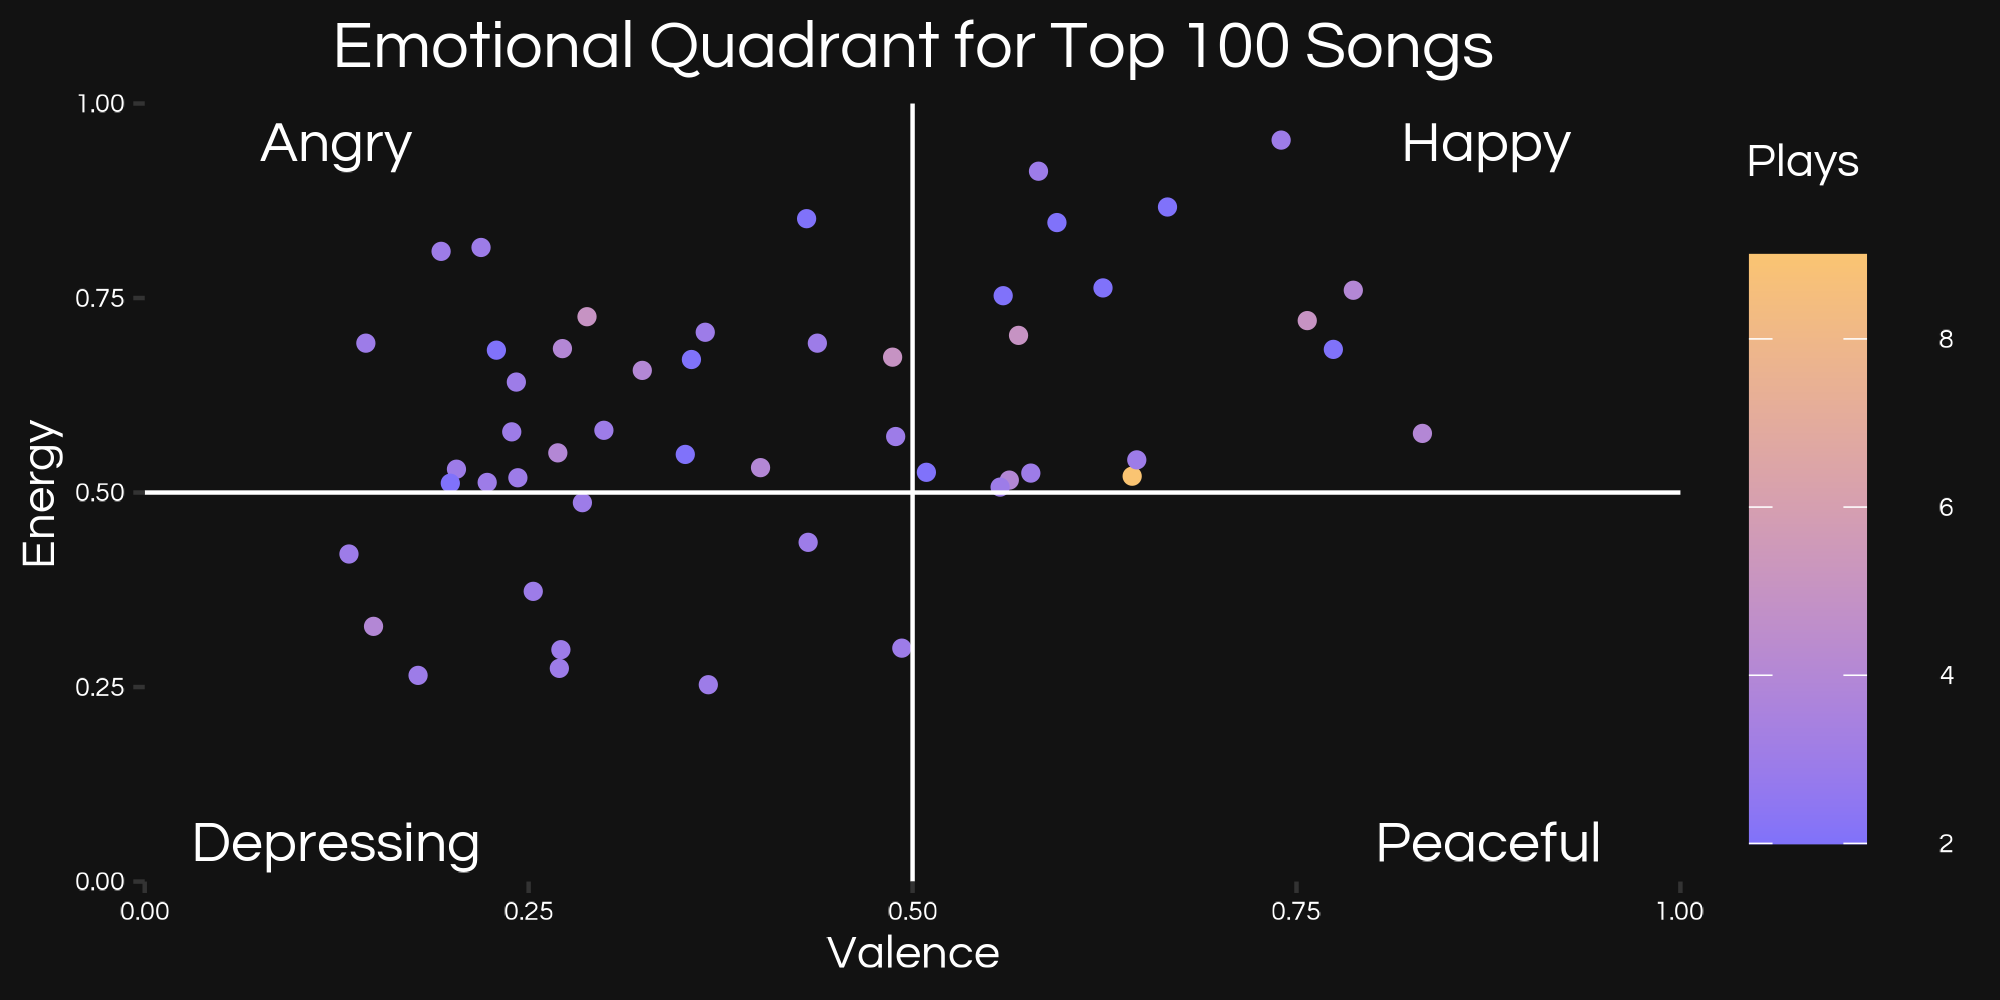 Emotional Quadrant for Top 100 Songs
1.00
Angry
Happy
Plays
0.75
8
6
Energy
0.50
4
0.25
2
Depressing
Peaceful
0.00
0.00 0.25 0.50 0.75 1.00
Valence